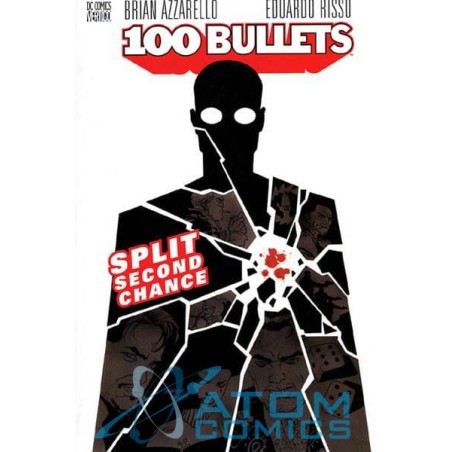 DC COMICS
VERTIGO
BRIAN AZZARELLO EDUARDO RISSO
100 BULLETS
SPLIT
SECOND
CHANCE
ATOM
COMICS